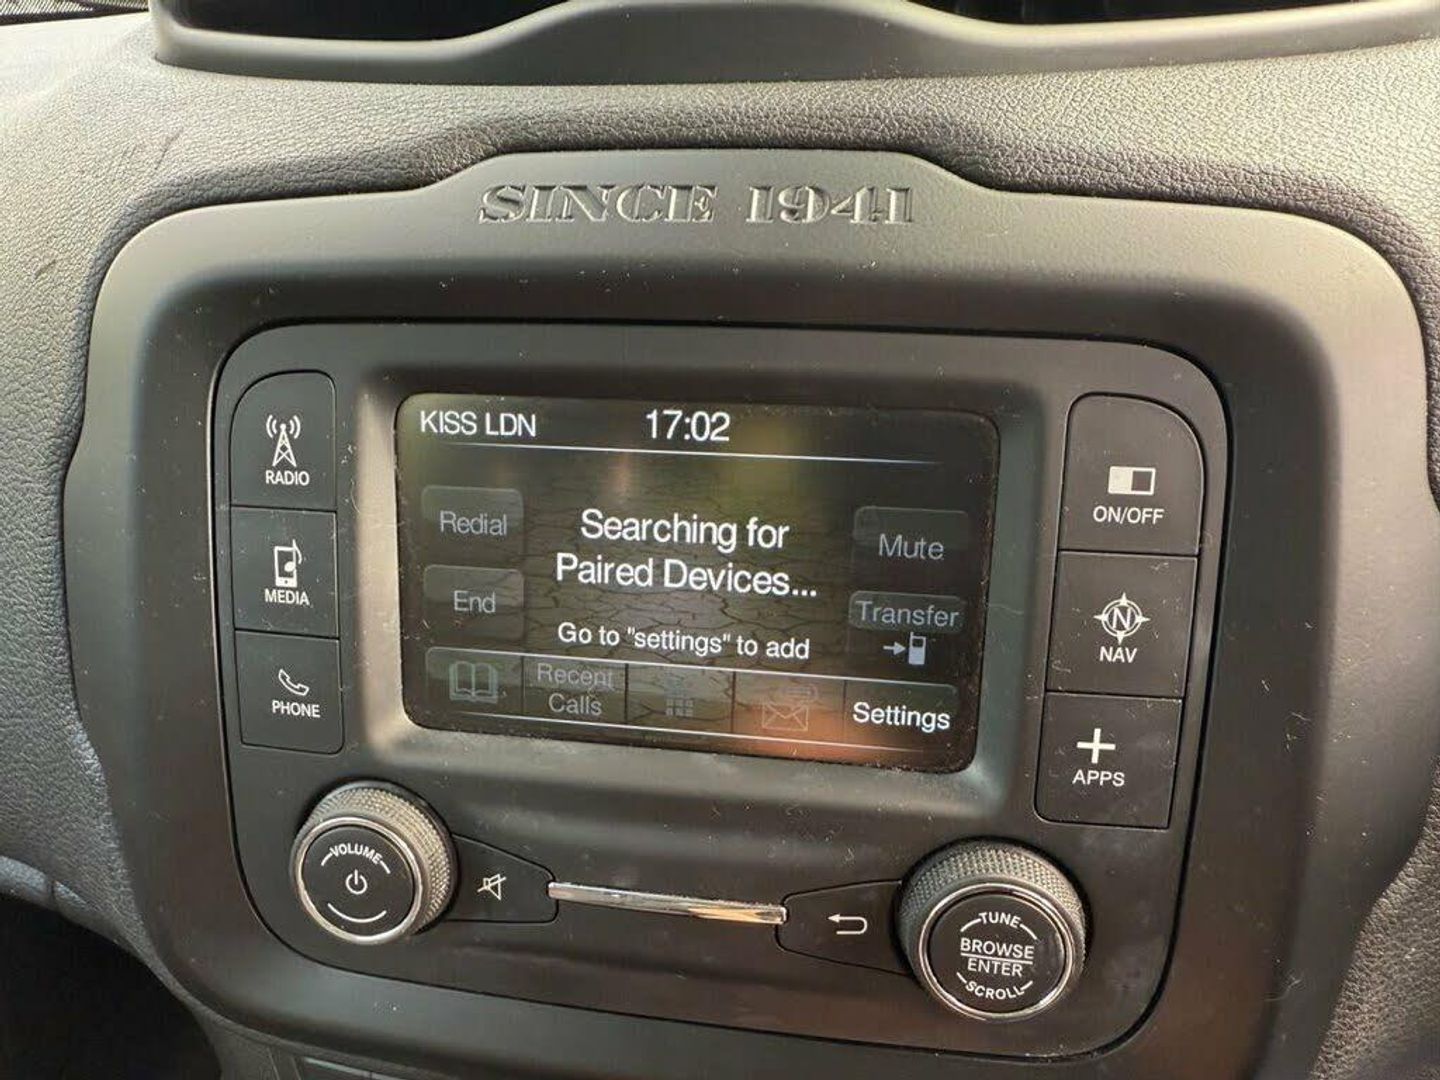 SINCE 1941
KISS LDN 17:02
RADIO
MEDIA
PHONE
Redial
End
Searching for
Paired Devices...
Go to "settings" to add
Mute
Transfer
Recent
Calls
Settings
ON/OFF
N
NAV
APPS
VOLUME
TUNE
BROWSE
ENTER
SCROLL